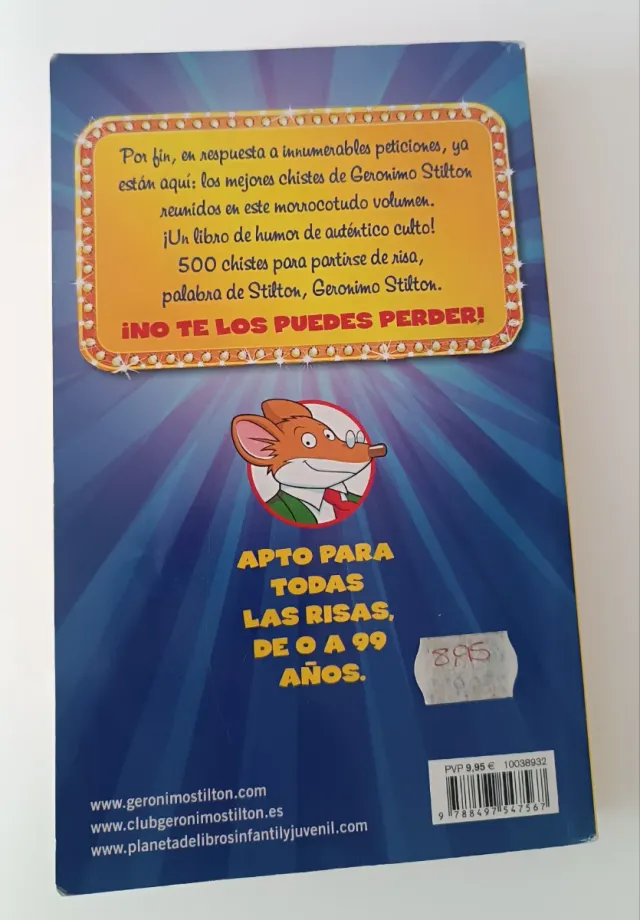 Por fin, en respuesta a innumerables peticiones, ya
están aquí: los mejores chistes de Geronimo Stilton
reunidos en este morrocotudo volumen.
¡Un libro de humor de auténtico culto!
500 chistes para partirse de risa,
palabra de Stilton, Geronimo Stilton.
¡NO TE LOS PUEDES PERDER!
APTO PARA
TODAS
LAS RISAS,
DE 0 A 99
AÑOS.
8,95
PVP 9,95 € 10038932
9 788497 547567
www.geronimostilton.com
www.clubgeronimostilton.es
www.planetadelibrosinfantilyjuvenil.com